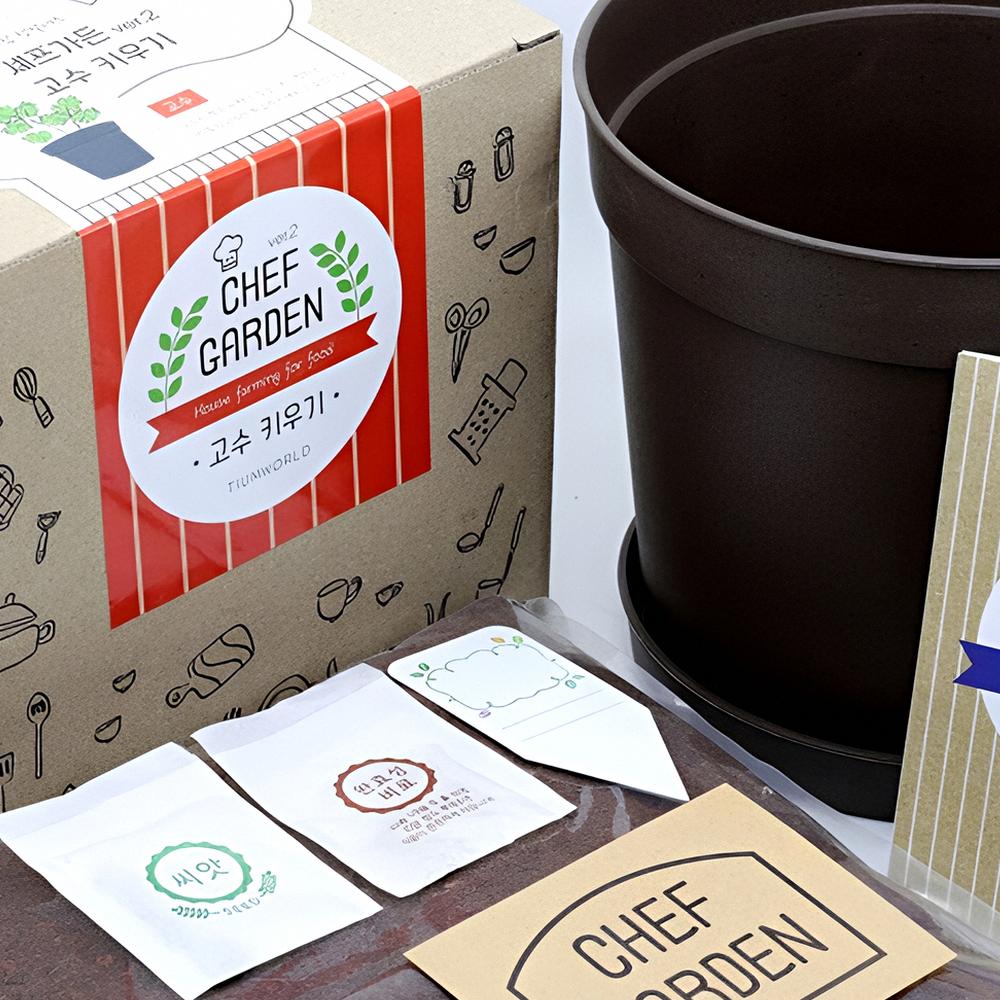 셰프가든 ver.2
고수 키우기
고수
ver.2
CHEF
GARDEN
House farming for food
• 고수 키우기 •
TIUMWORLD
씨앗
완효성
비료
CHEF
GARDEN